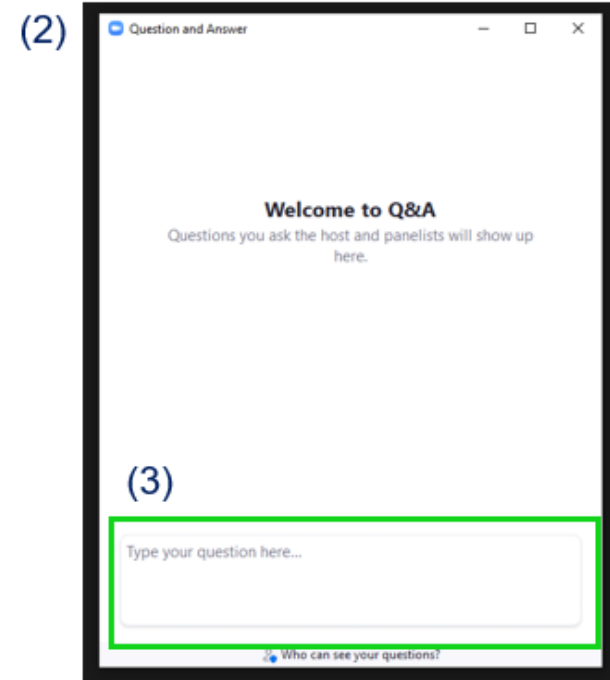 (2)
Question and Answer
Welcome to Q&A
Questions you ask the host and panelists will show up
here.
(3)
Type your question here...
Who can see your questions?